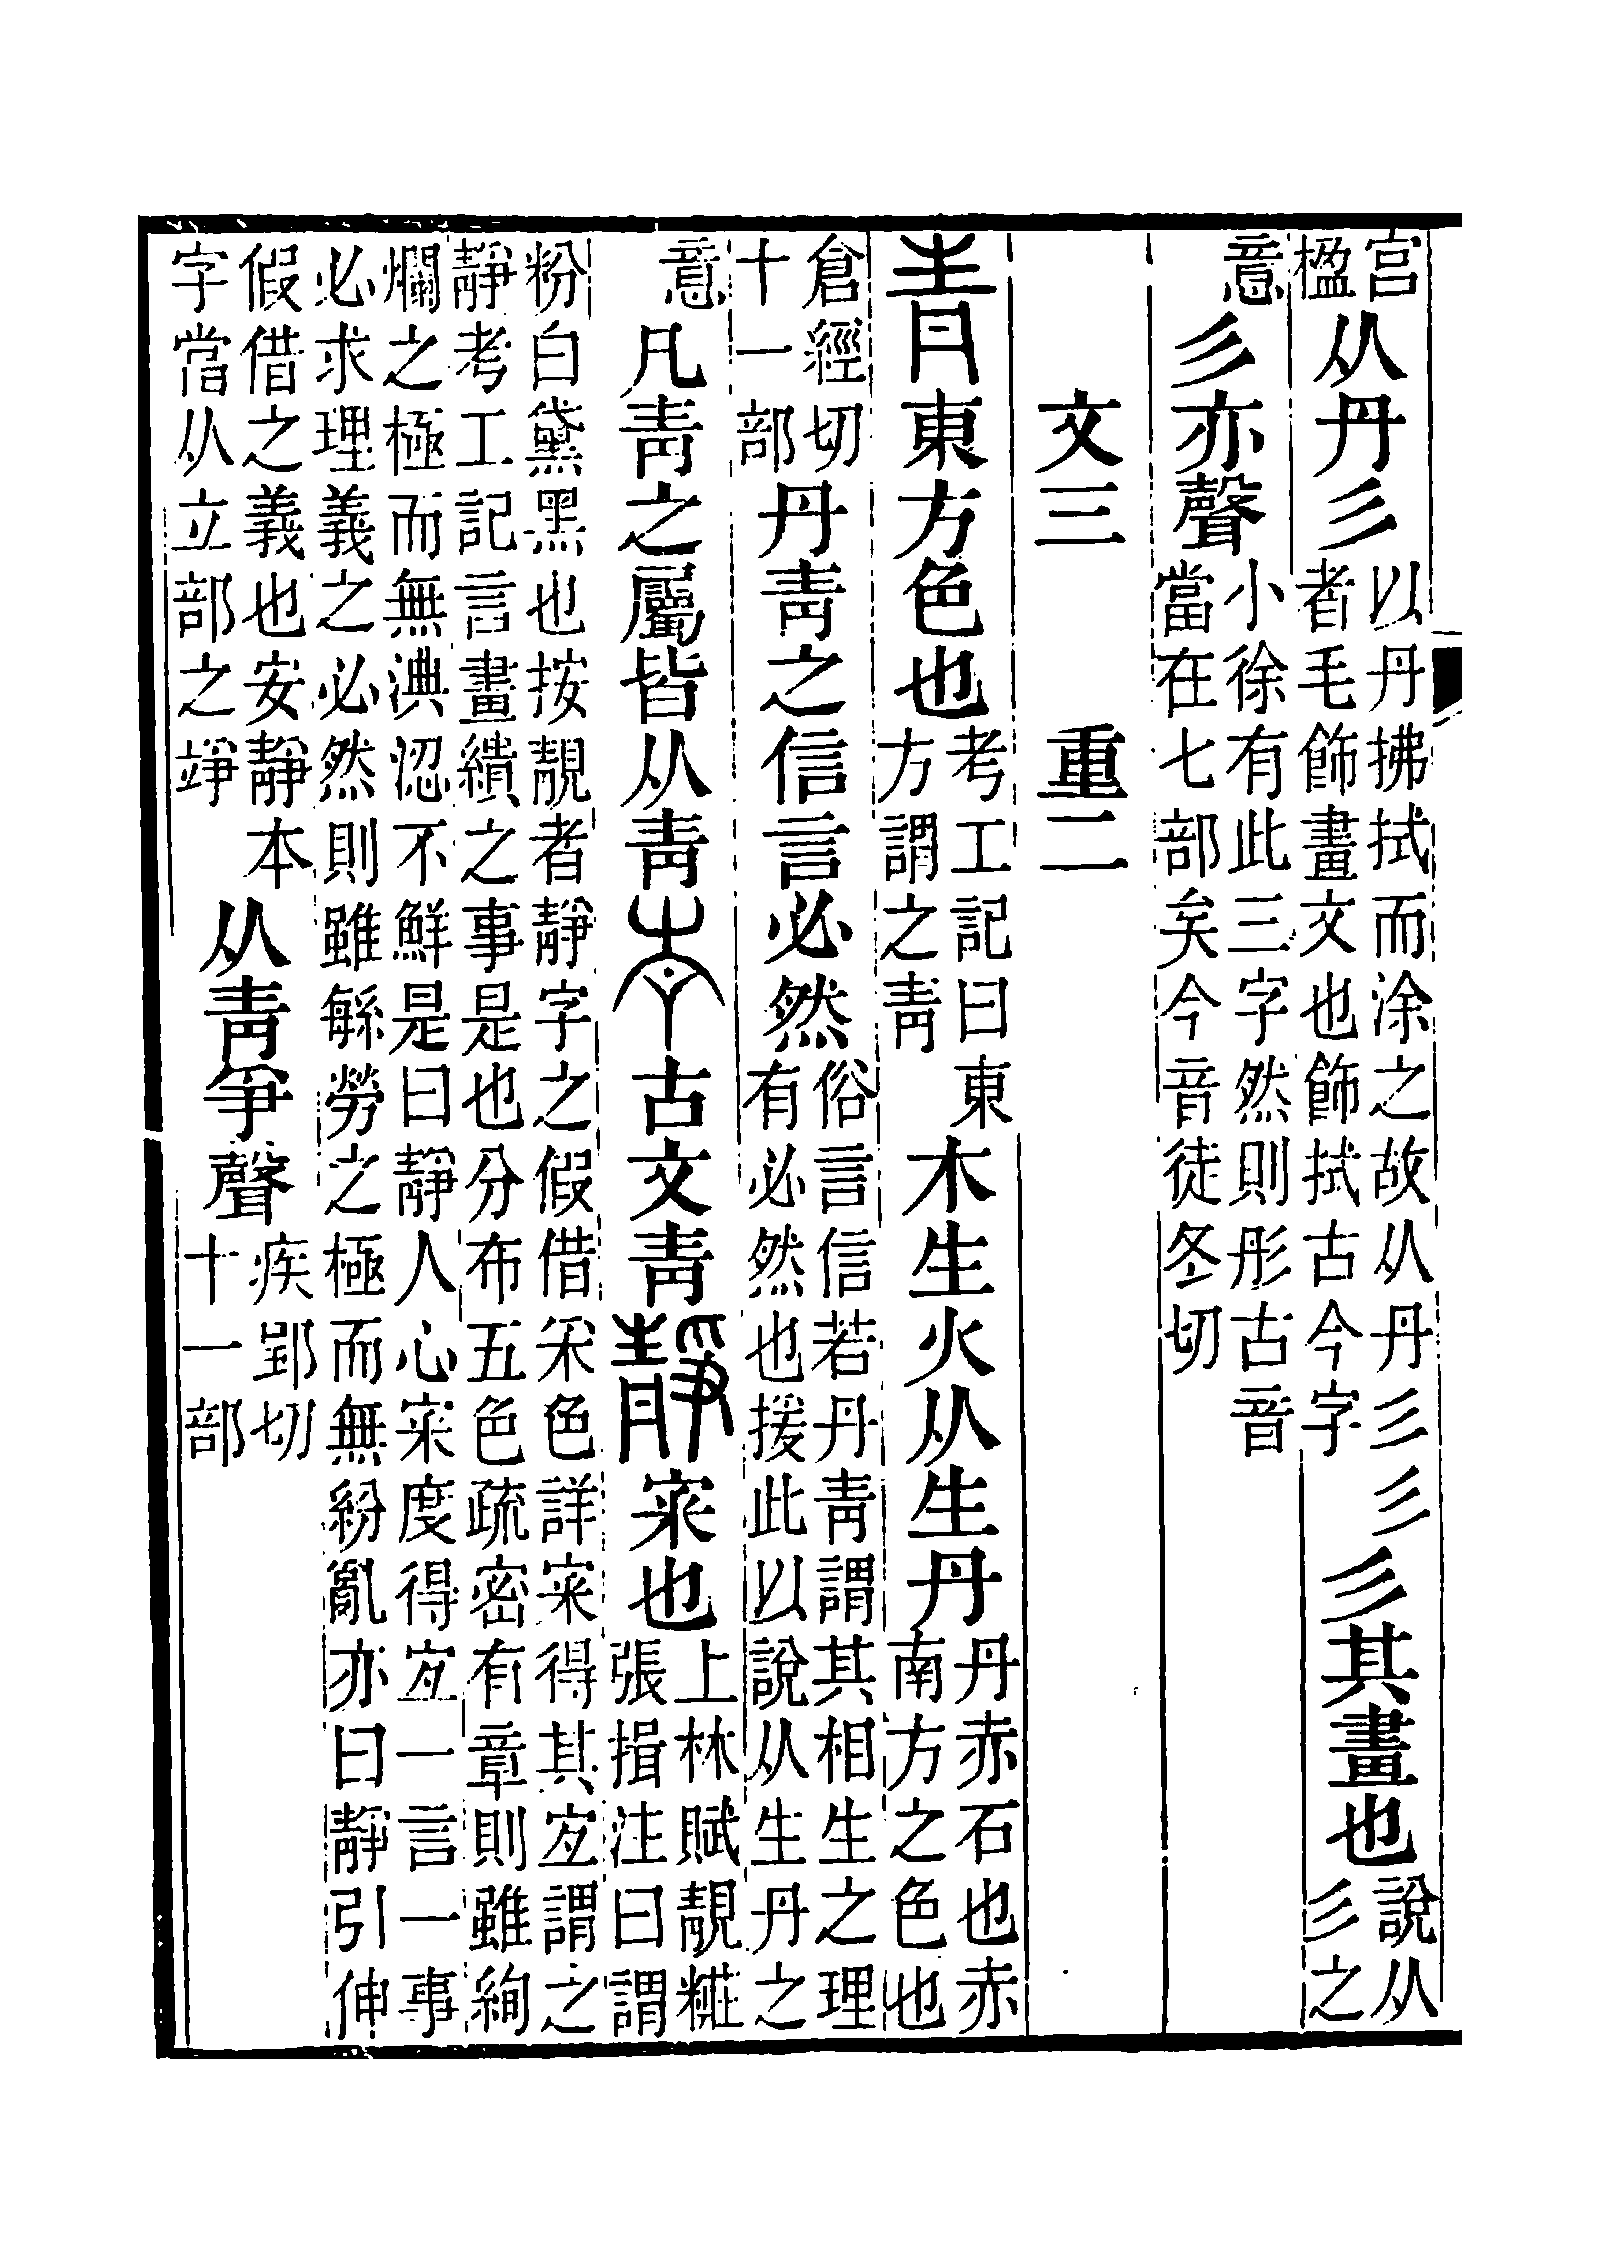 宮楹从丹彡以丹拂拭而涂之故从丹彡彡者毛飾畫文也飾拭古今字彡其畫也說从彡之
意彡亦聲小徐有此三字然則彤古音當在七部矣今音徒冬切
文三　重二
靑東方色也考工記曰東方謂之靑木生火从生丹丹赤石也赤南方之色也
倉經切十一部丹靑之信言必然俗言信若丹靑謂其相生之理有必然也援此以說从生丹之
意凡靑之屬皆从靑𡴑古文靑靜宷也上林賦靚糚張揖注曰謂
粉白黛黑也按靚者靜字之假借采色詳宷得其宐謂之靜考工記言畫繢之事是也分布五色疏密有章則雖絢
爛之極而無淟涊不鮮是曰靜人心宷度得宐一言一事必求理義之必然則雖緐勞之極而無紛亂亦曰靜引伸
假借之義也安靜本字當从立部之竫从靑爭聲疾郢切十一部